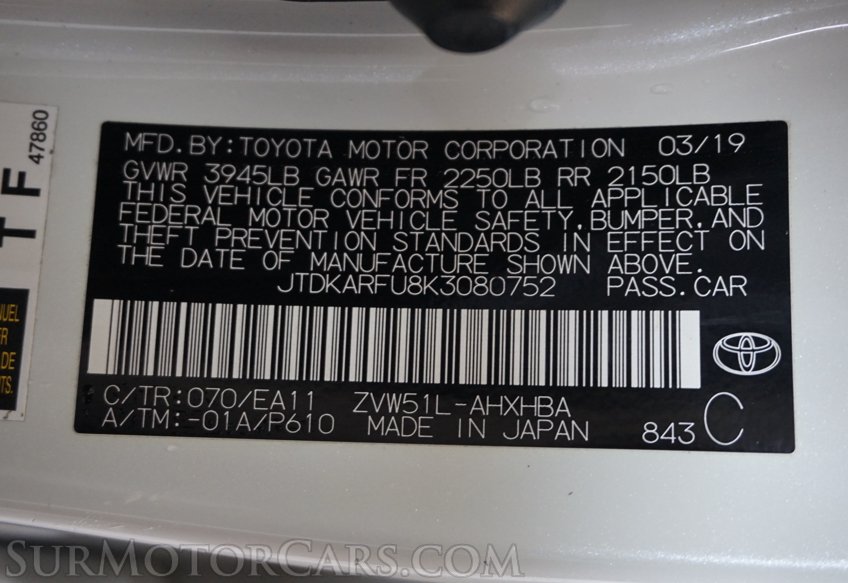 MFD. BY: TOYOTA MOTOR CORPORATION 03/19
GVWR 3945LB GAWR FR 2250LB RR 2150LB
THIS VEHICLE CONFORMS TO ALL APPLICABLE
FEDERAL MOTOR VEHICLE SAFETY, BUMPER, AND
THEFT PREVENTION STANDARDS IN EFFECT ON
THE DATE OF MANUFACTURE SHOWN ABOVE.
JTDKARFU8K3080752 PASS. CAR
C/TR: 070/EA11 ZVW51L-AHXHBA
A/TM: -01A/P610 MADE IN JAPAN 843 C
47860
T F
SURMOTORCARS.COM